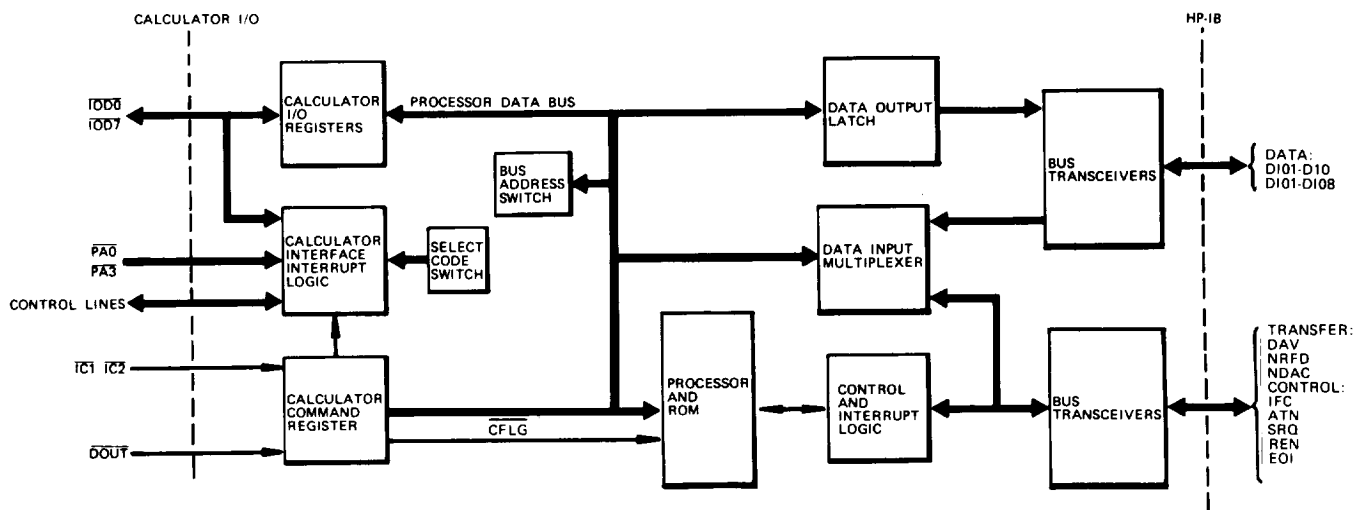 CALCULATOR I/O
HP-IB
IOD0
IOD7
CALCULATOR
I/O
REGISTERS
PROCESSOR DATA BUS
DATA OUTPUT
LATCH
BUS
TRANSCEIVERS
DATA:
DI01-D10
DI01-DI08
BUS
ADDRESS
SWITCH
PA0
PA3
CONTROL LINES
CALCULATOR
INTERFACE
INTERRUPT
LOGIC
SELECT
CODE
SWITCH
DATA INPUT
MULTIPLEXER
IC1 IC2
DOUT
CALCULATOR
COMMAND
REGISTER
CFLG
PROCESSOR
AND
ROM
CONTROL
AND
INTERRUPT
LOGIC
BUS
TRANSCEIVERS
TRANSFER:
DAV
NRFD
NDAC
CONTROL:
IFC
ATN
SRQ
REN
EOI